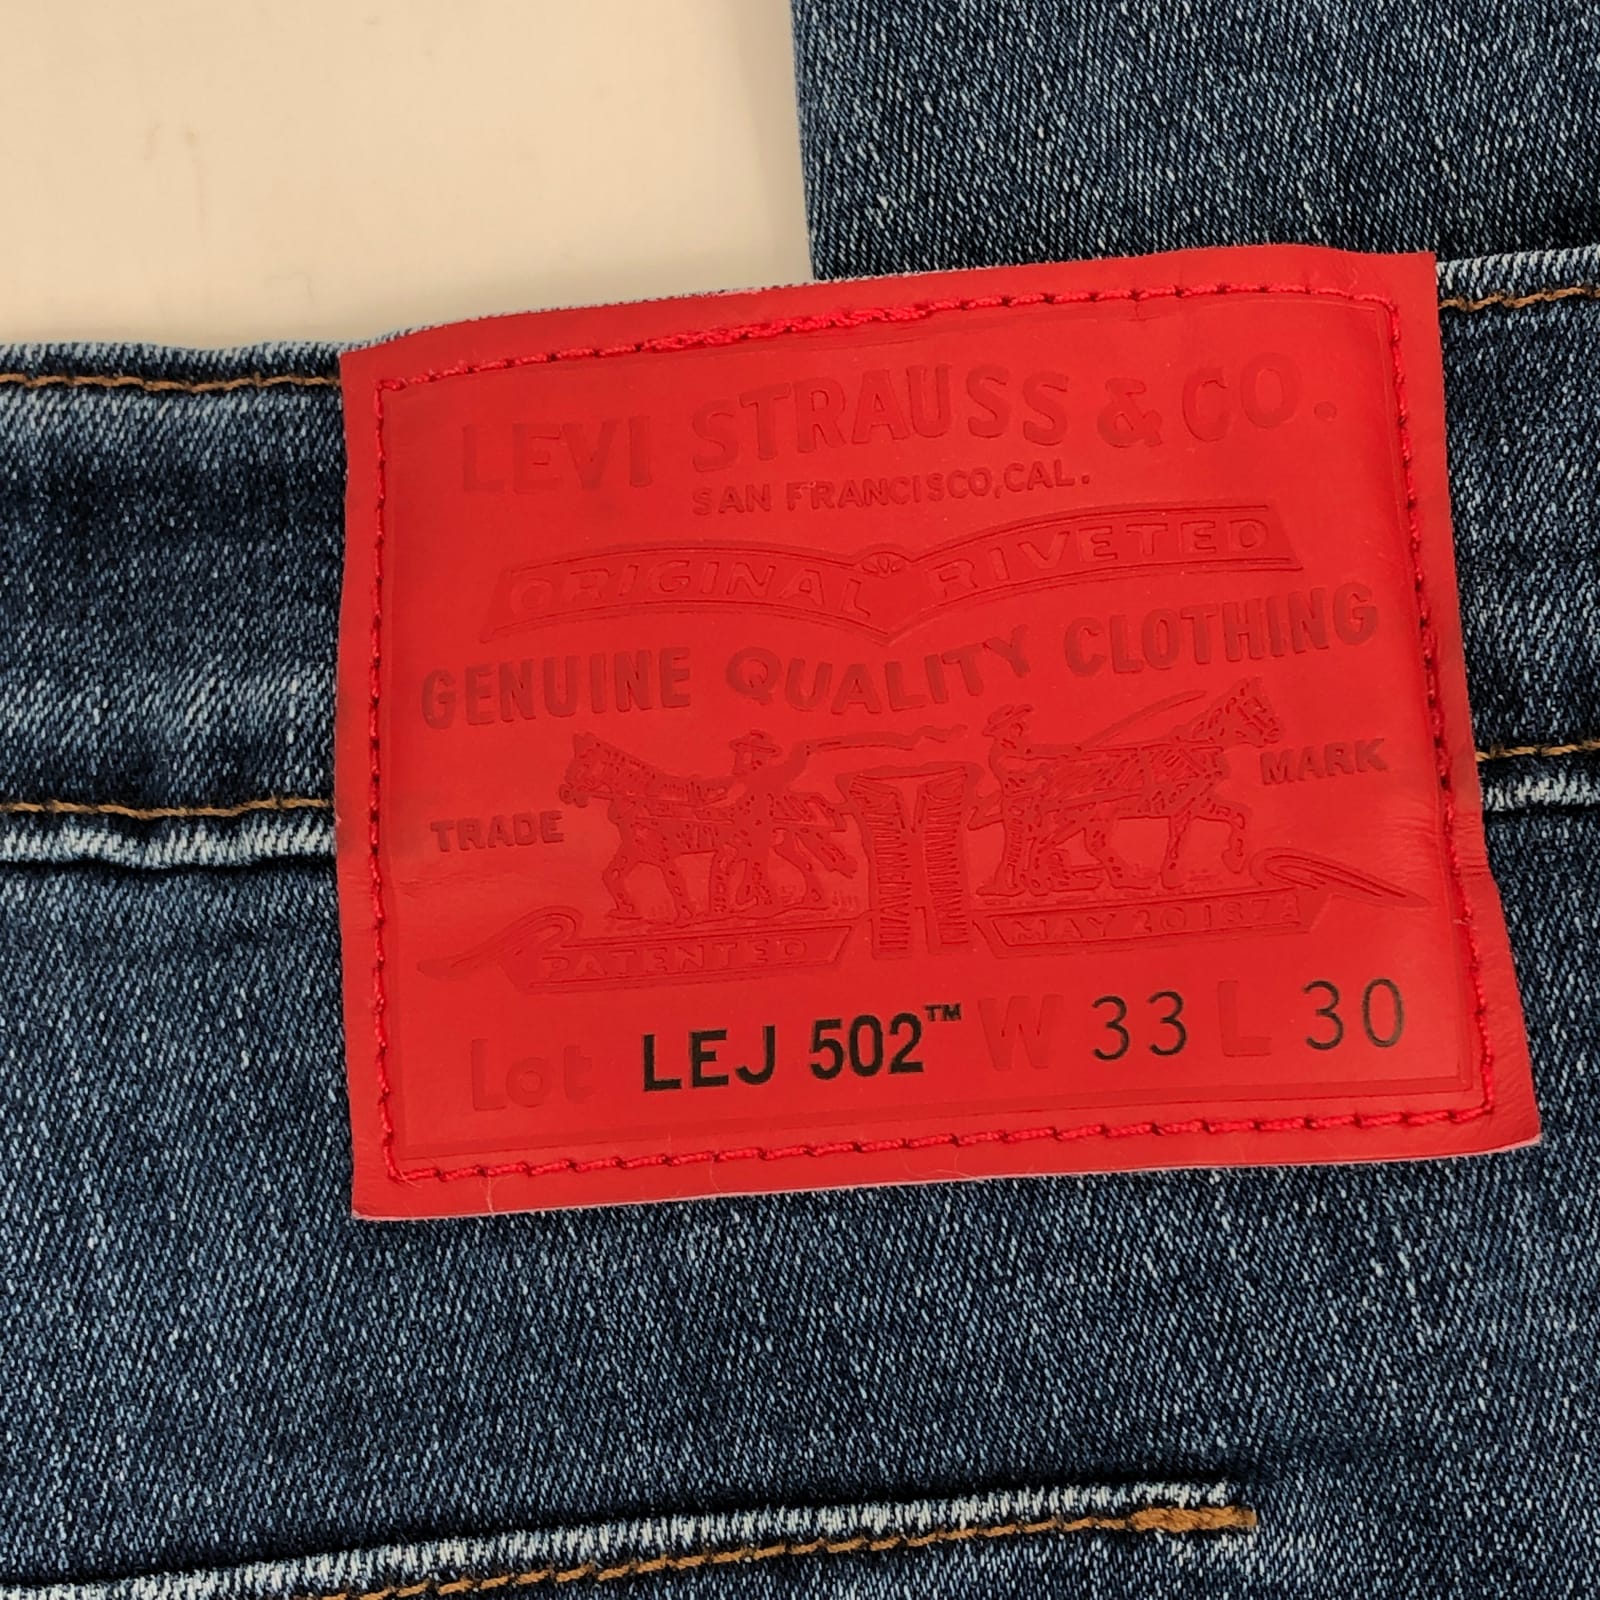 LEVI STRAUSS & CO.
SAN FRANCISCO, CAL.
ORIGINAL RIVETED
GENUINE QUALITY CLOTHING
TRADE MARK
PATENTED MAY 20 1873
Lot LEJ 502™ W 33 L 30